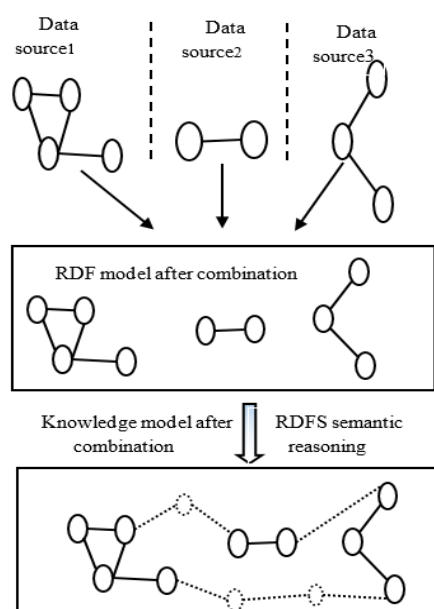 Data
source1
Data
source2
Data
source3
RDF model after combination
Knowledge model after
combination
RDFS semantic
reasoning